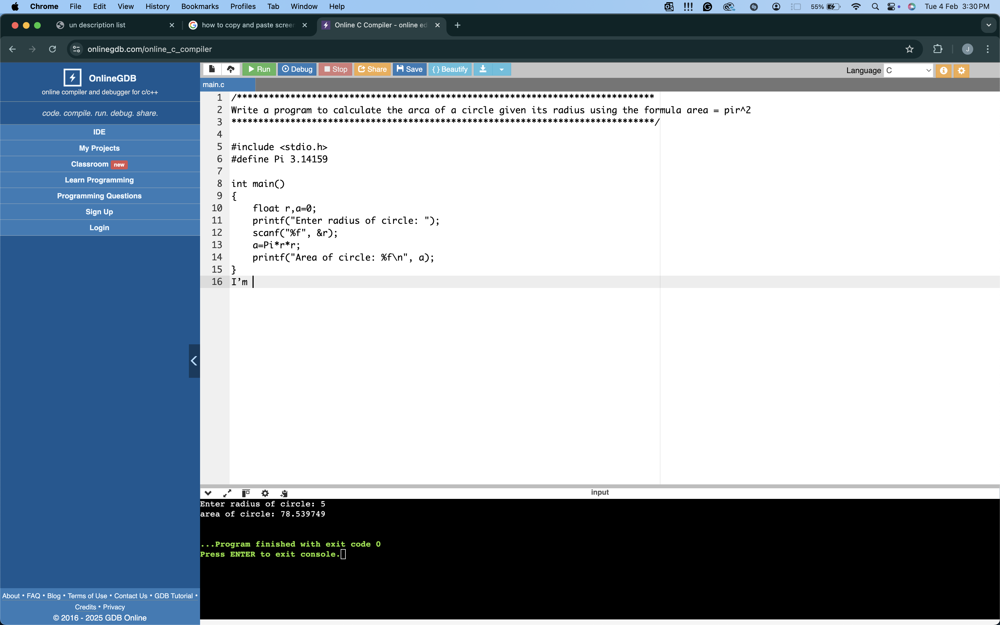 Chrome File Edit View History Bookmarks Profiles Tab Window Help 55% Tue 4 Feb 3:30 PM
un description list how to copy and paste screer Online C Compiler - online ed
onlinegdb.com/online_c_compiler J
OnlineGDB
online compiler and debugger for c/c++
code. compile. run. debug. share.
IDE
My Projects
Classroom new
Learn Programming
Programming Questions
Sign Up
Login
About • FAQ • Blog • Terms of Use • Contact Us • GDB Tutorial •
Credits • Privacy
© 2016 - 2025 GDB Online
Run Debug Stop Share Save { } Beautify Language C
main.c
1 /******************************************************************************
2 Write a program to calculate the arca of a circle given its radius using the formula area = pir^2
3 *******************************************************************************/
4
5 #include <stdio.h>
6 #define Pi 3.14159
7
8 int main()
9 {
10 float r,a=0;
11 printf("Enter radius of circle: ");
12 scanf("%f", &r);
13 a=Pi*r*r;
14 printf("Area of circle: %f\n", a);
15 }
16 I’m
input
Enter radius of circle: 5
area of circle: 78.539749
...Program finished with exit code 0
Press ENTER to exit console.